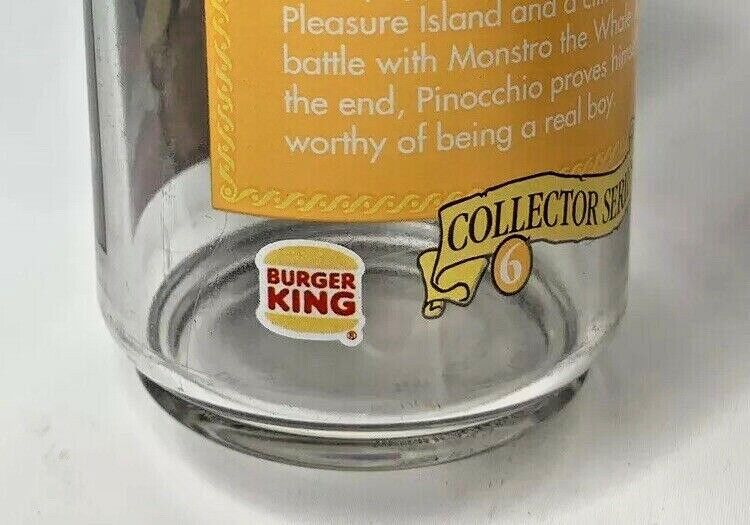 Pleasure Island and a
battle with Monstro the Whale
the end, Pinocchio proves
worthy of being a real boy.
COLLECTOR
6
BURGER
KING
®